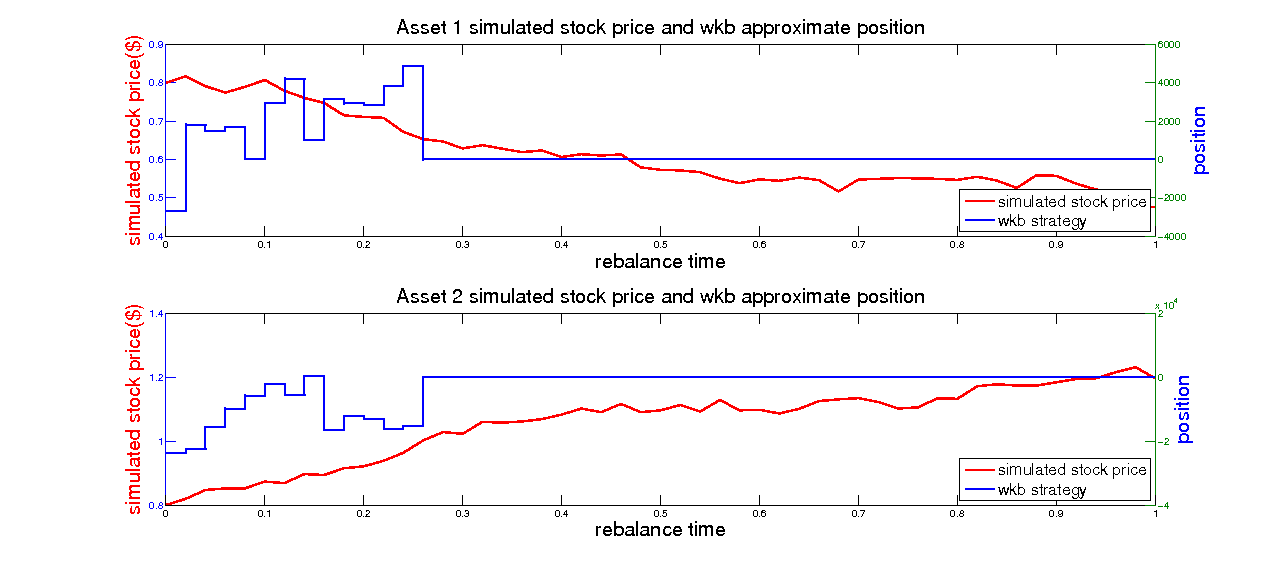 Asset 1 simulated stock price and wkb approximate position
simulated stock price($)
0.9
0.8
0.7
0.6
0.5
0.4
6000
4000
2000
0
−2000
−4000
position
simulated stock price
wkb strategy
0 0.1 0.2 0.3 0.4 0.5 0.6 0.7 0.8 0.9 1
rebalance time
Asset 2 simulated stock price and wkb approximate position
simulated stock price($)
1.4
1.2
1
0.8
x 10^4
2
0
−2
−4
position
simulated stock price
wkb strategy
0 0.1 0.2 0.3 0.4 0.5 0.6 0.7 0.8 0.9 1
rebalance time